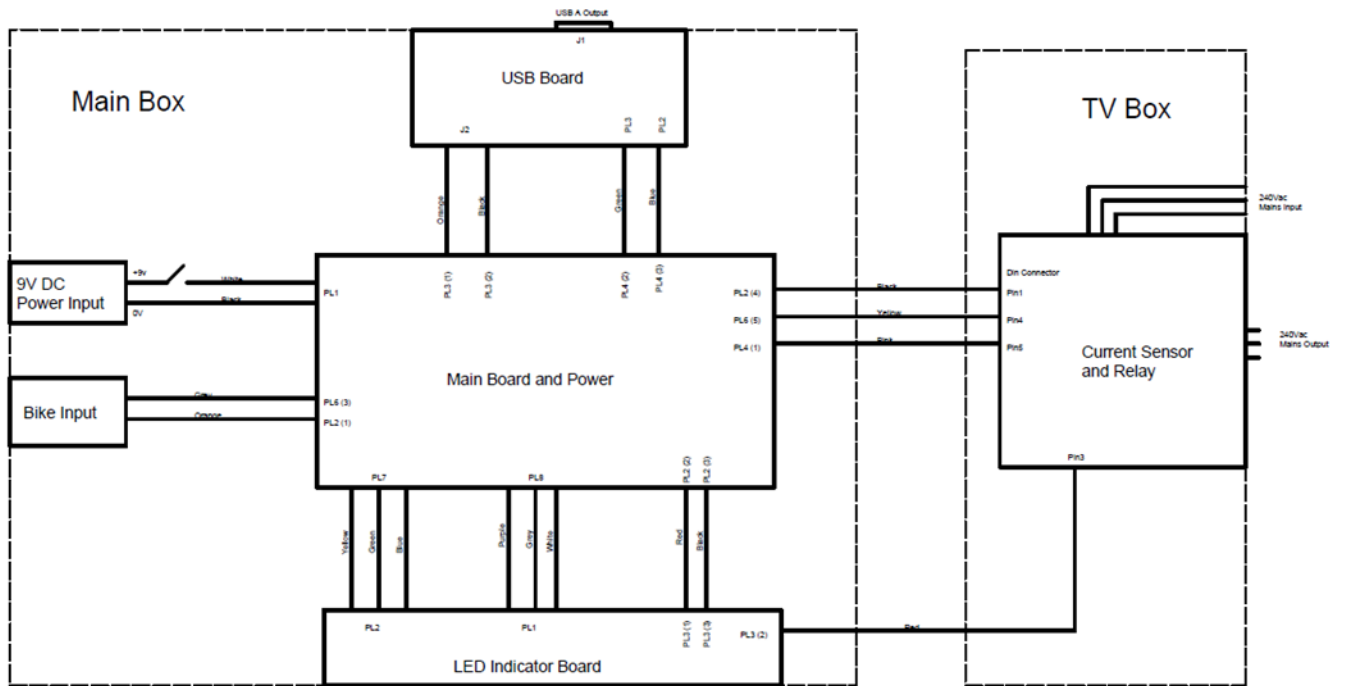 USB A Output
J1
USB Board
Main Box
TV Box
J2
PL3
PL2
240Vac
Mains Input
Orange
Black
Green
Blue
9V DC
Power Input
+9v
0V
White
Black
PL1
PL3 (1)
PL3 (2)
PL4 (2)
PL4 (3)
PL2 (4)
PL6 (5)
PL4 (1)
Black
Yellow
Pink
Din Connector
Pin1
Pin4
Pin5
240Vac
Mains Output
Current Sensor
and Relay
Main Board and Power
Bike Input
Gray
Orange
PL6 (3)
PL2 (1)
Pin3
PL7
PL8
PL2 (2)
PL2 (3)
Yellow
Green
Blue
Purple
Grey
White
Red
Black
PL2
PL1
PL3 (1)
PL3 (3)
PL3 (2)
Red
LED Indicator Board